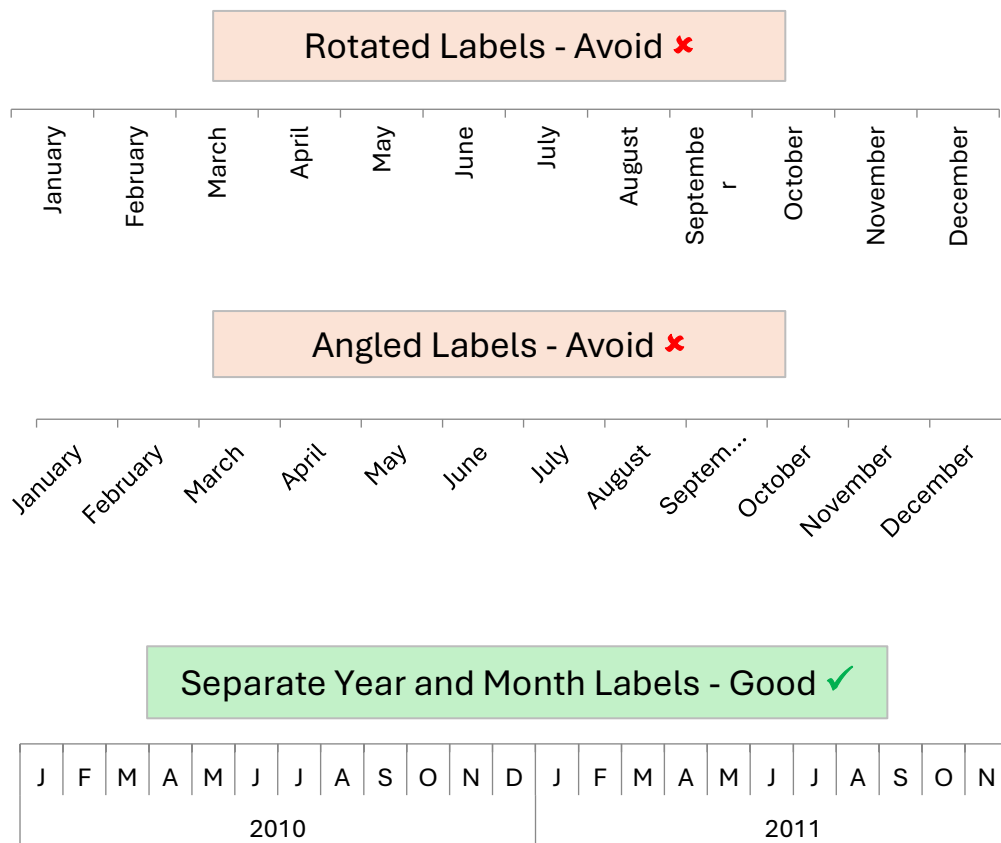 Rotated Labels - Avoid ✘
January February March April May June July August Septembe October November December
r
Angled Labels - Avoid ✘
January February March April May June July August Septem... October November December
Separate Year and Month Labels - Good ✓
J F M A M J J A S O N D J F M A M J J A S O N
2010 2011